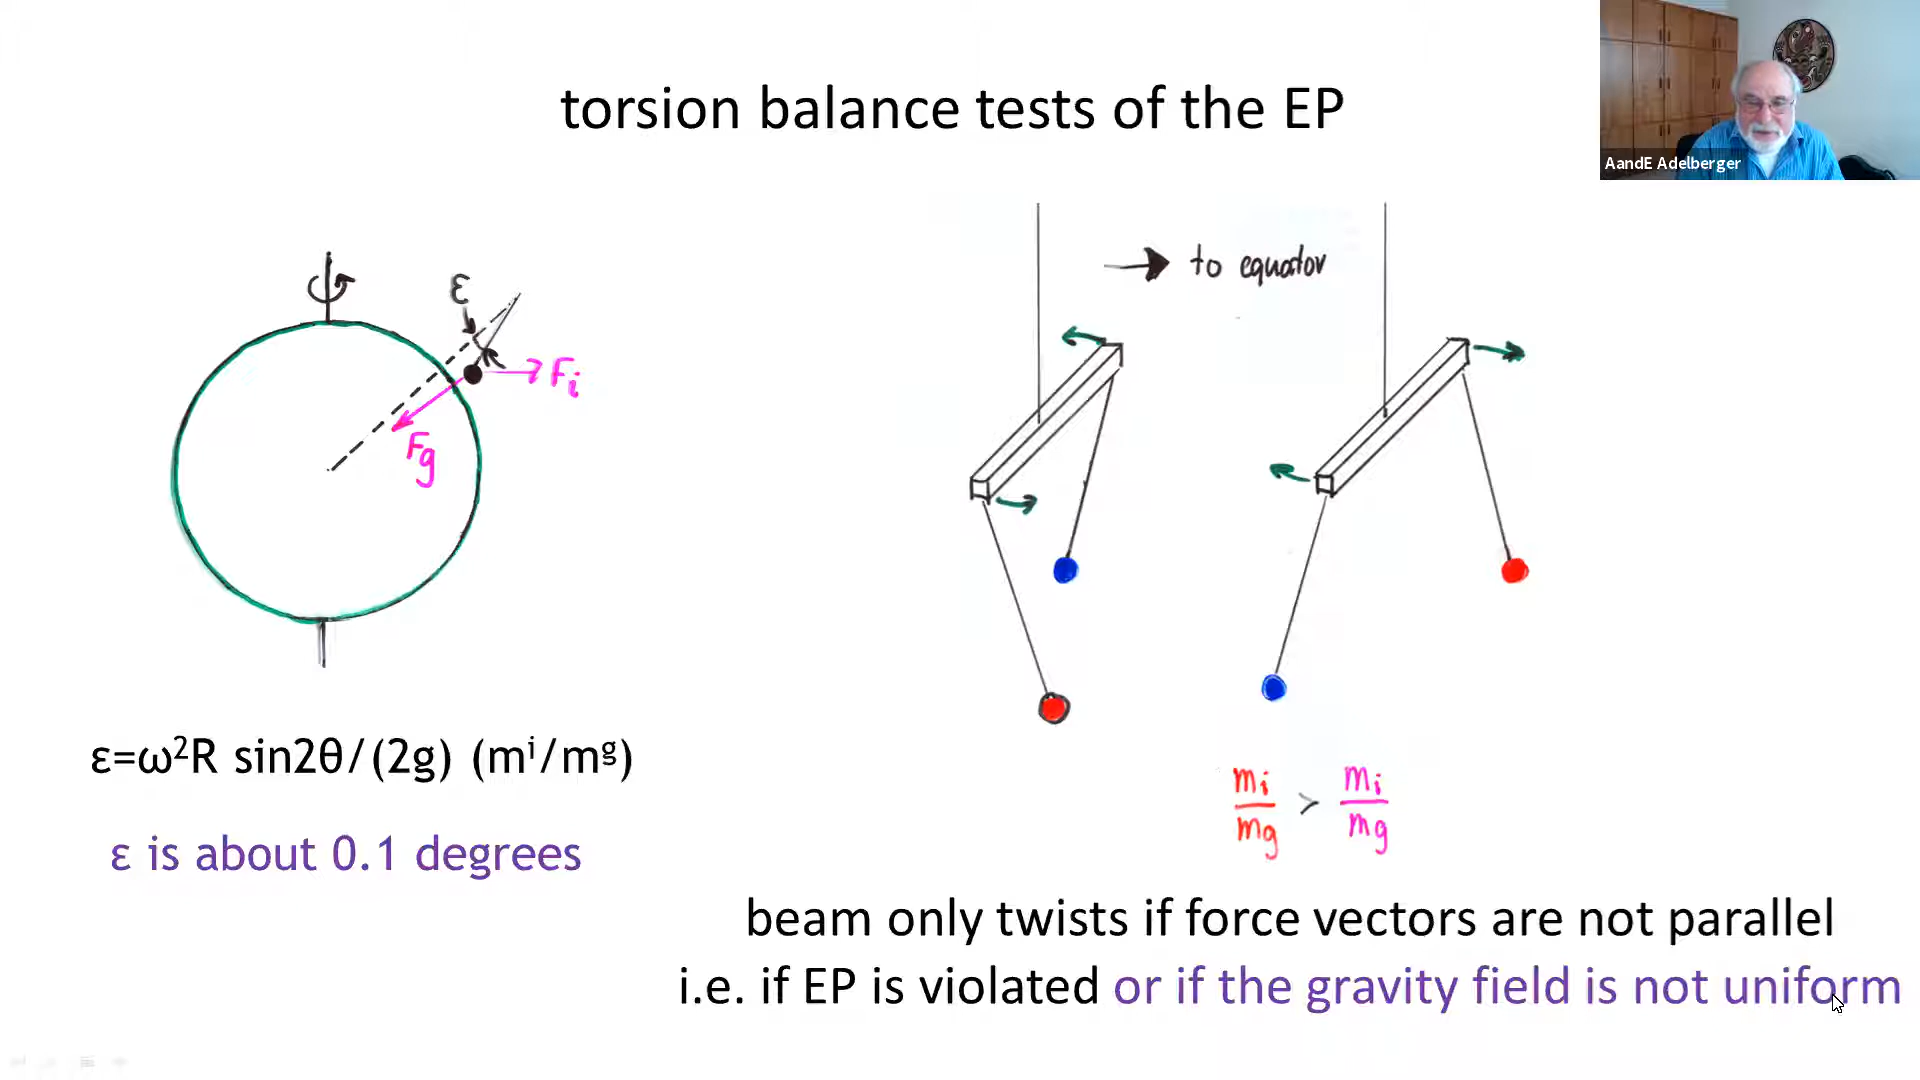 torsion balance tests of the EP
AandE Adelberger
ε
Fi
Fg
→ to equator
ε=ω²R sin2θ/(2g) (mⁱ/mᵍ)
ε is about 0.1 degrees
mi/mg > mi/mg
beam only twists if force vectors are not parallel
i.e. if EP is violated or if the gravity field is not uniform